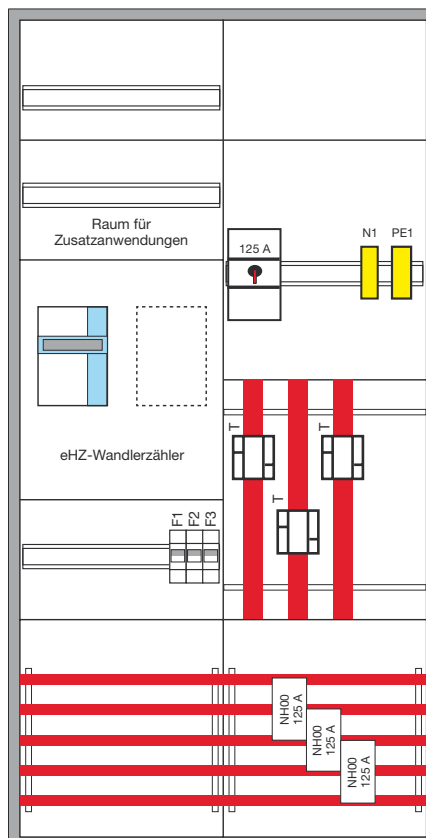 Raum für
Zusatzanwendungen
125 A
N1
PE1
eHZ-Wandlerzähler
T
T
T
F1
F2
F3
NH00
125 A
NH00
125 A
NH00
125 A